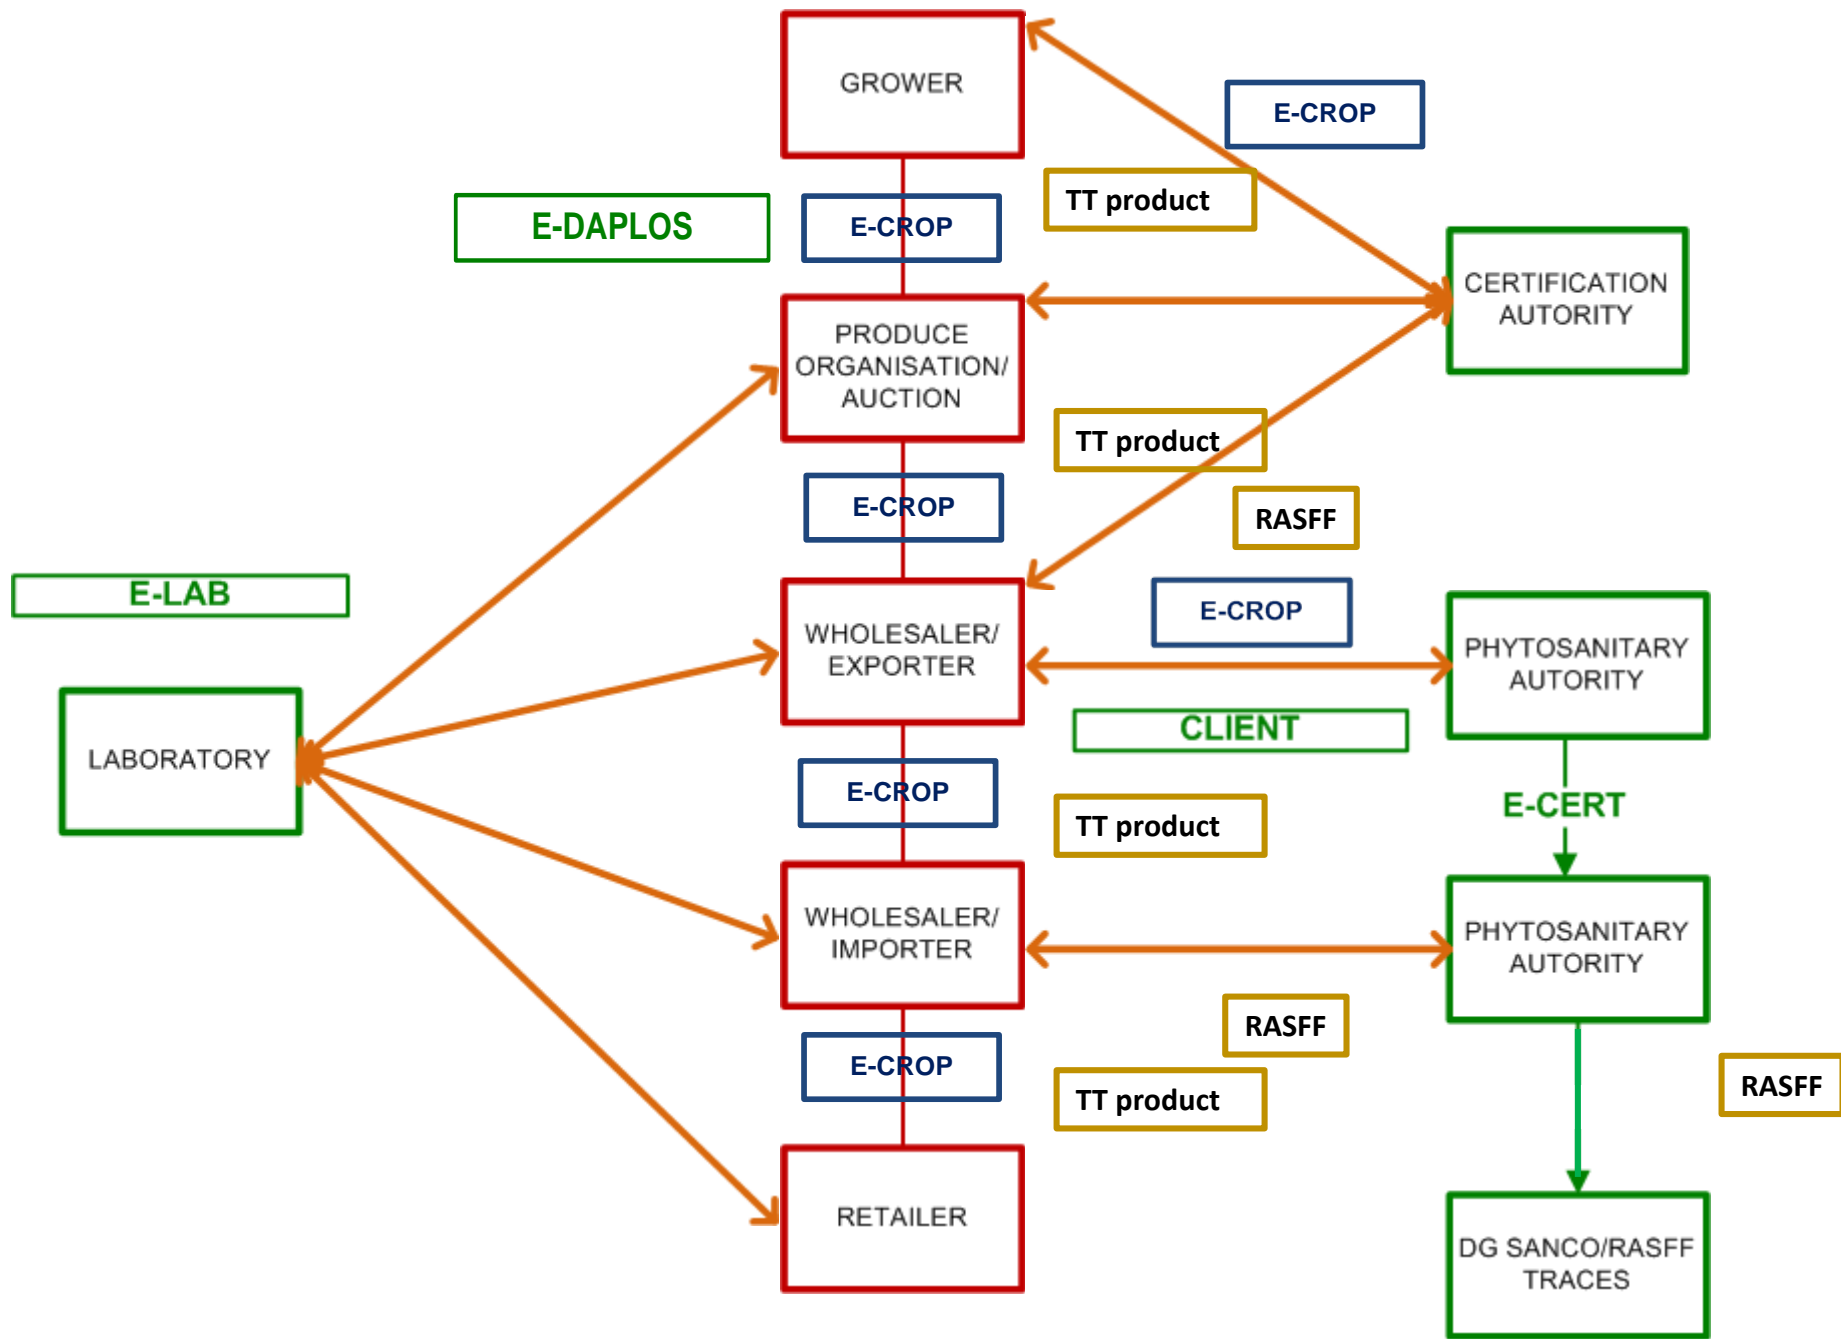 GROWER
E-CROP
TT product
E-DAPLOS
E-CROP
CERTIFICATION
AUTORITY
PRODUCE
ORGANISATION/
AUCTION
TT product
E-CROP
RASFF
E-LAB
E-CROP
WHOLESALER/
EXPORTER
PHYTOSANITARY
AUTORITY
CLIENT
LABORATORY
E-CROP
E-CERT
TT product
WHOLESALER/
IMPORTER
PHYTOSANITARY
AUTORITY
RASFF
E-CROP
RASFF
TT product
RETAILER
DG SANCO/RASFF
TRACES